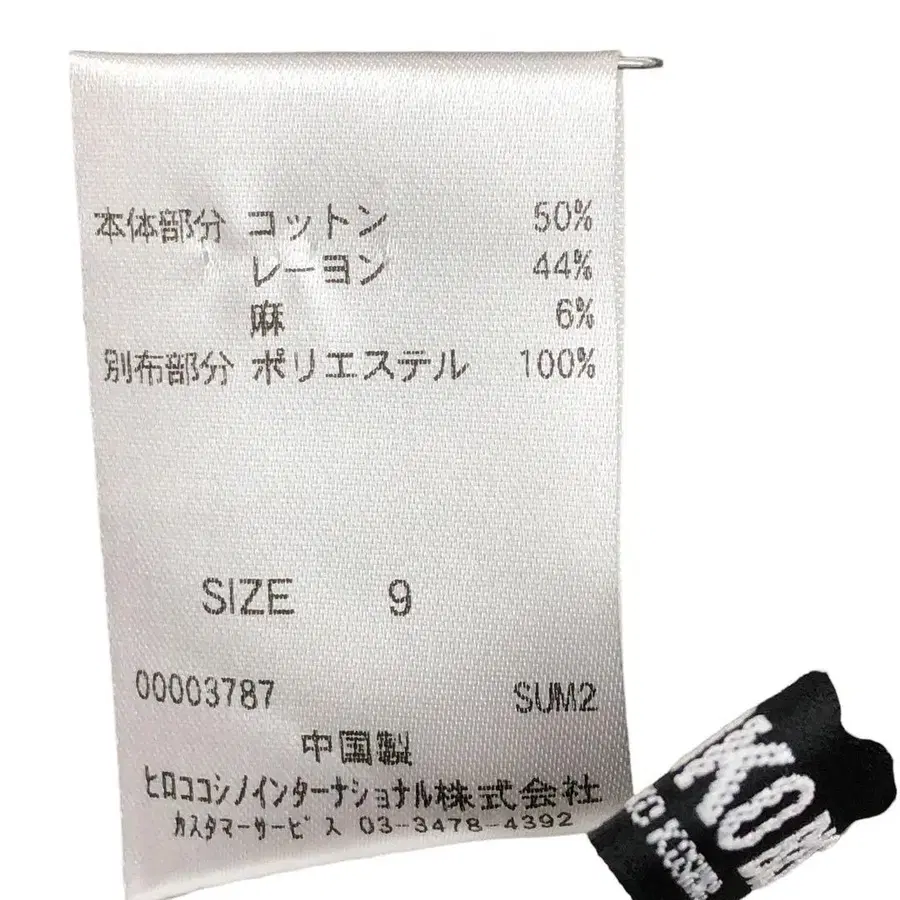 本体部分 コットン 50%
レーヨン 44%
麻 6%
別布部分 ポリエステル 100%
SIZE 9
00003787 SUM2
中国製
ヒロココシノインターナショナル株式会社
カスタマーサービス 03-3478-4392